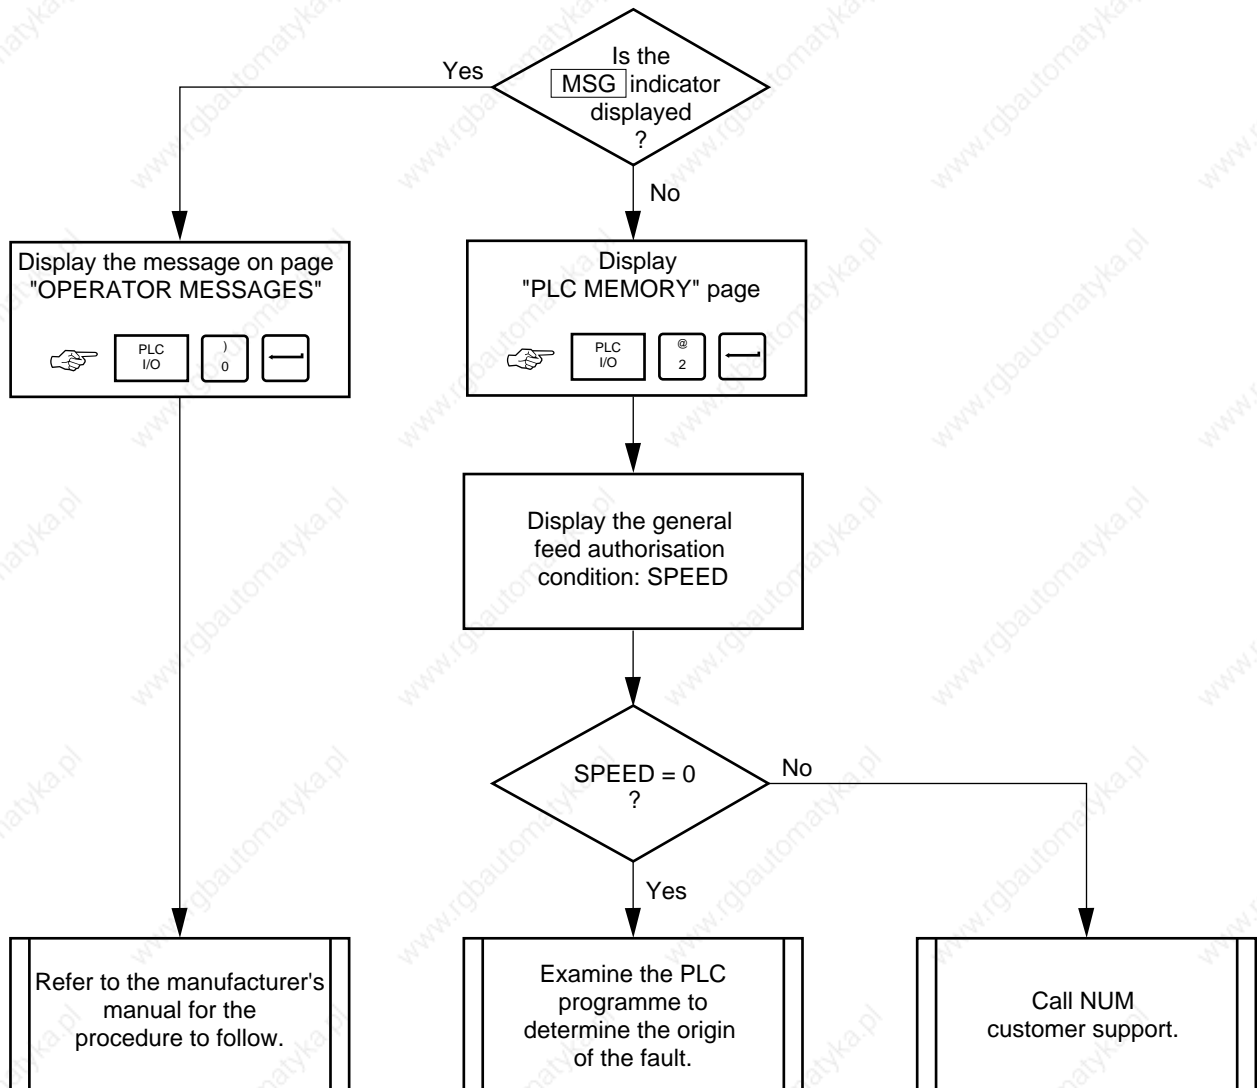 Is the
MSG indicator
displayed
?
Yes
No
Display the message on page
"OPERATOR MESSAGES"
PLC
I/O
)
0
Display
"PLC MEMORY" page
PLC
I/O
@
2
Display the general
feed authorisation
condition: SPEED
SPEED = 0
?
No
Yes
Refer to the manufacturer's
manual for the
procedure to follow.
Examine the PLC
programme to
determine the origin
of the fault.
Call NUM
customer support.
www.rgbautomatyka.pl